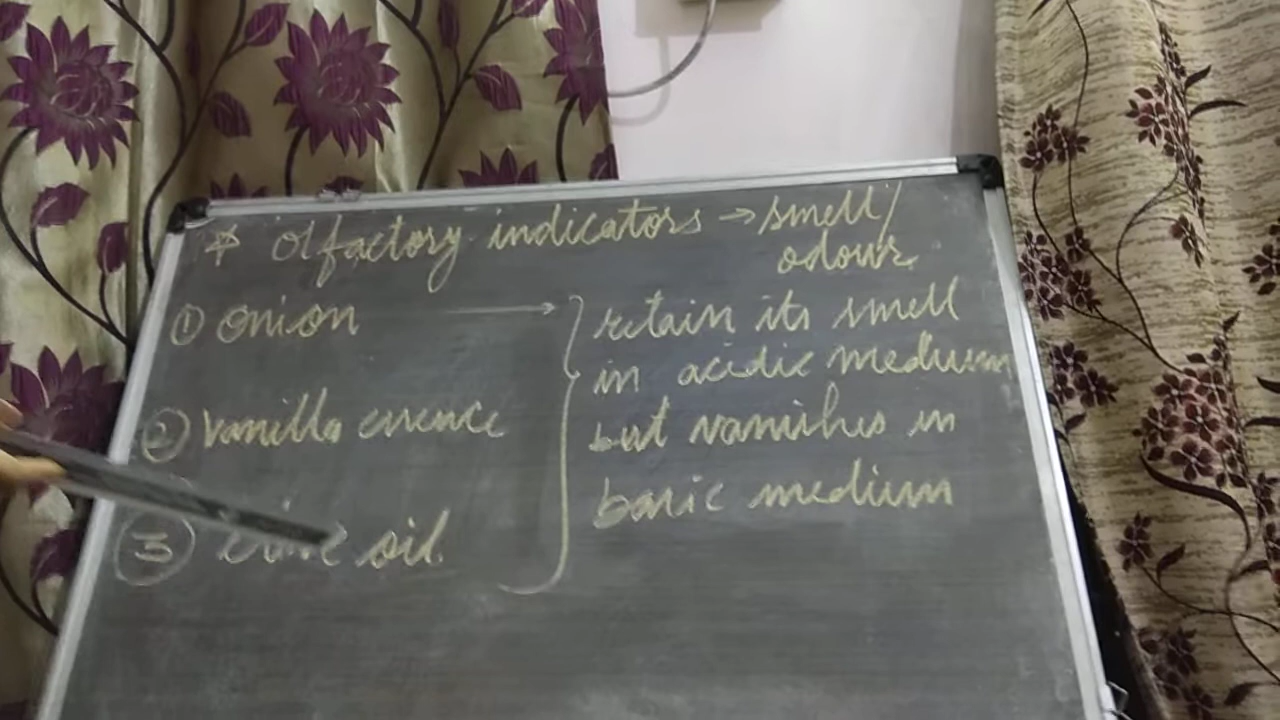 * Olfactory indicators → smell/
odour
① onion → retain its smell
in acidic medium
② Vanilla essence
but vanishes in
basic medium
③ oil